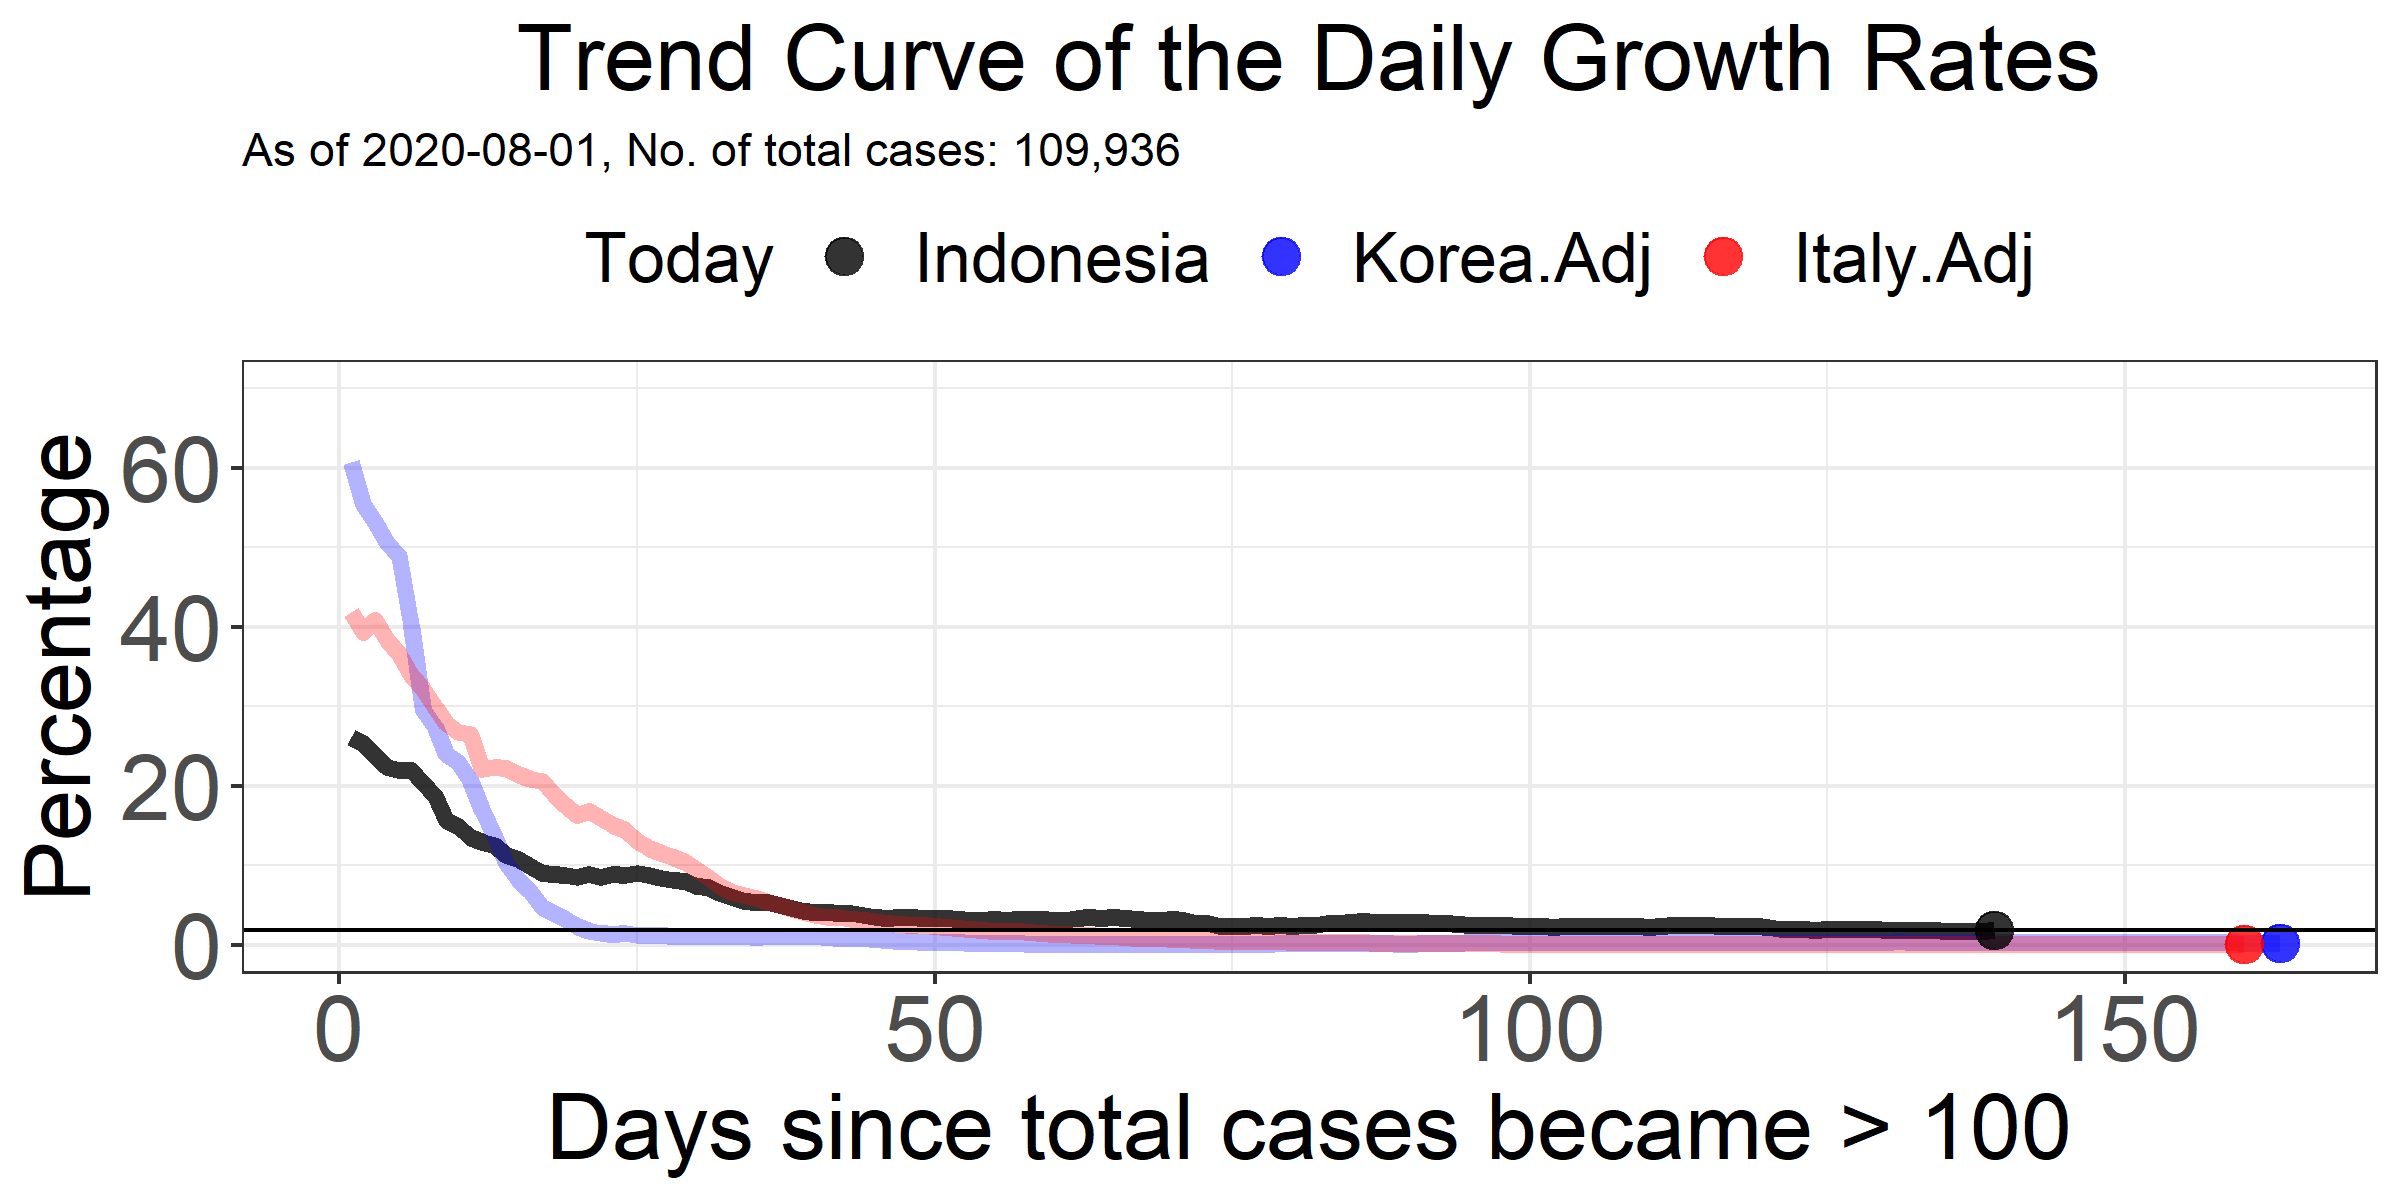 Trend Curve of the Daily Growth Rates
As of 2020-08-01, No. of total cases: 109,936
Today Indonesia Korea.Adj Italy.Adj
Percentage
60
40
20
0
0 50 100 150
Days since total cases became > 100